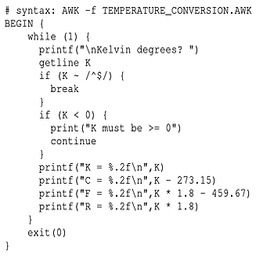 # syntax: AWK -f TEMPERATURE_CONVERSION.AWK
BEGIN {
    while (1) {
      printf("\nKelvin degrees? ")
      getline K
      if (K ~ /^$/) {
        break
      }
      if (K < 0) {
        print("K must be >= 0")
        continue
      }
      printf("K = %.2f\n",K)
      printf("C = %.2f\n",K - 273.15)
      printf("F = %.2f\n",K * 1.8 - 459.67)
      printf("R = %.2f\n",K * 1.8)
    }
    exit(0)
}